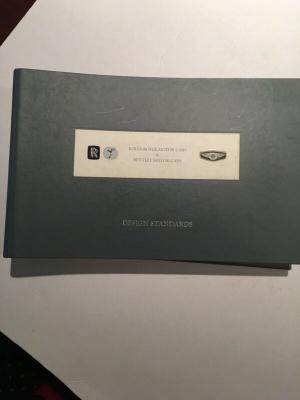 ROLLS-ROYCE MOTOR CARS
&
BENTLEY MOTOR CARS
DESIGN STANDARDS